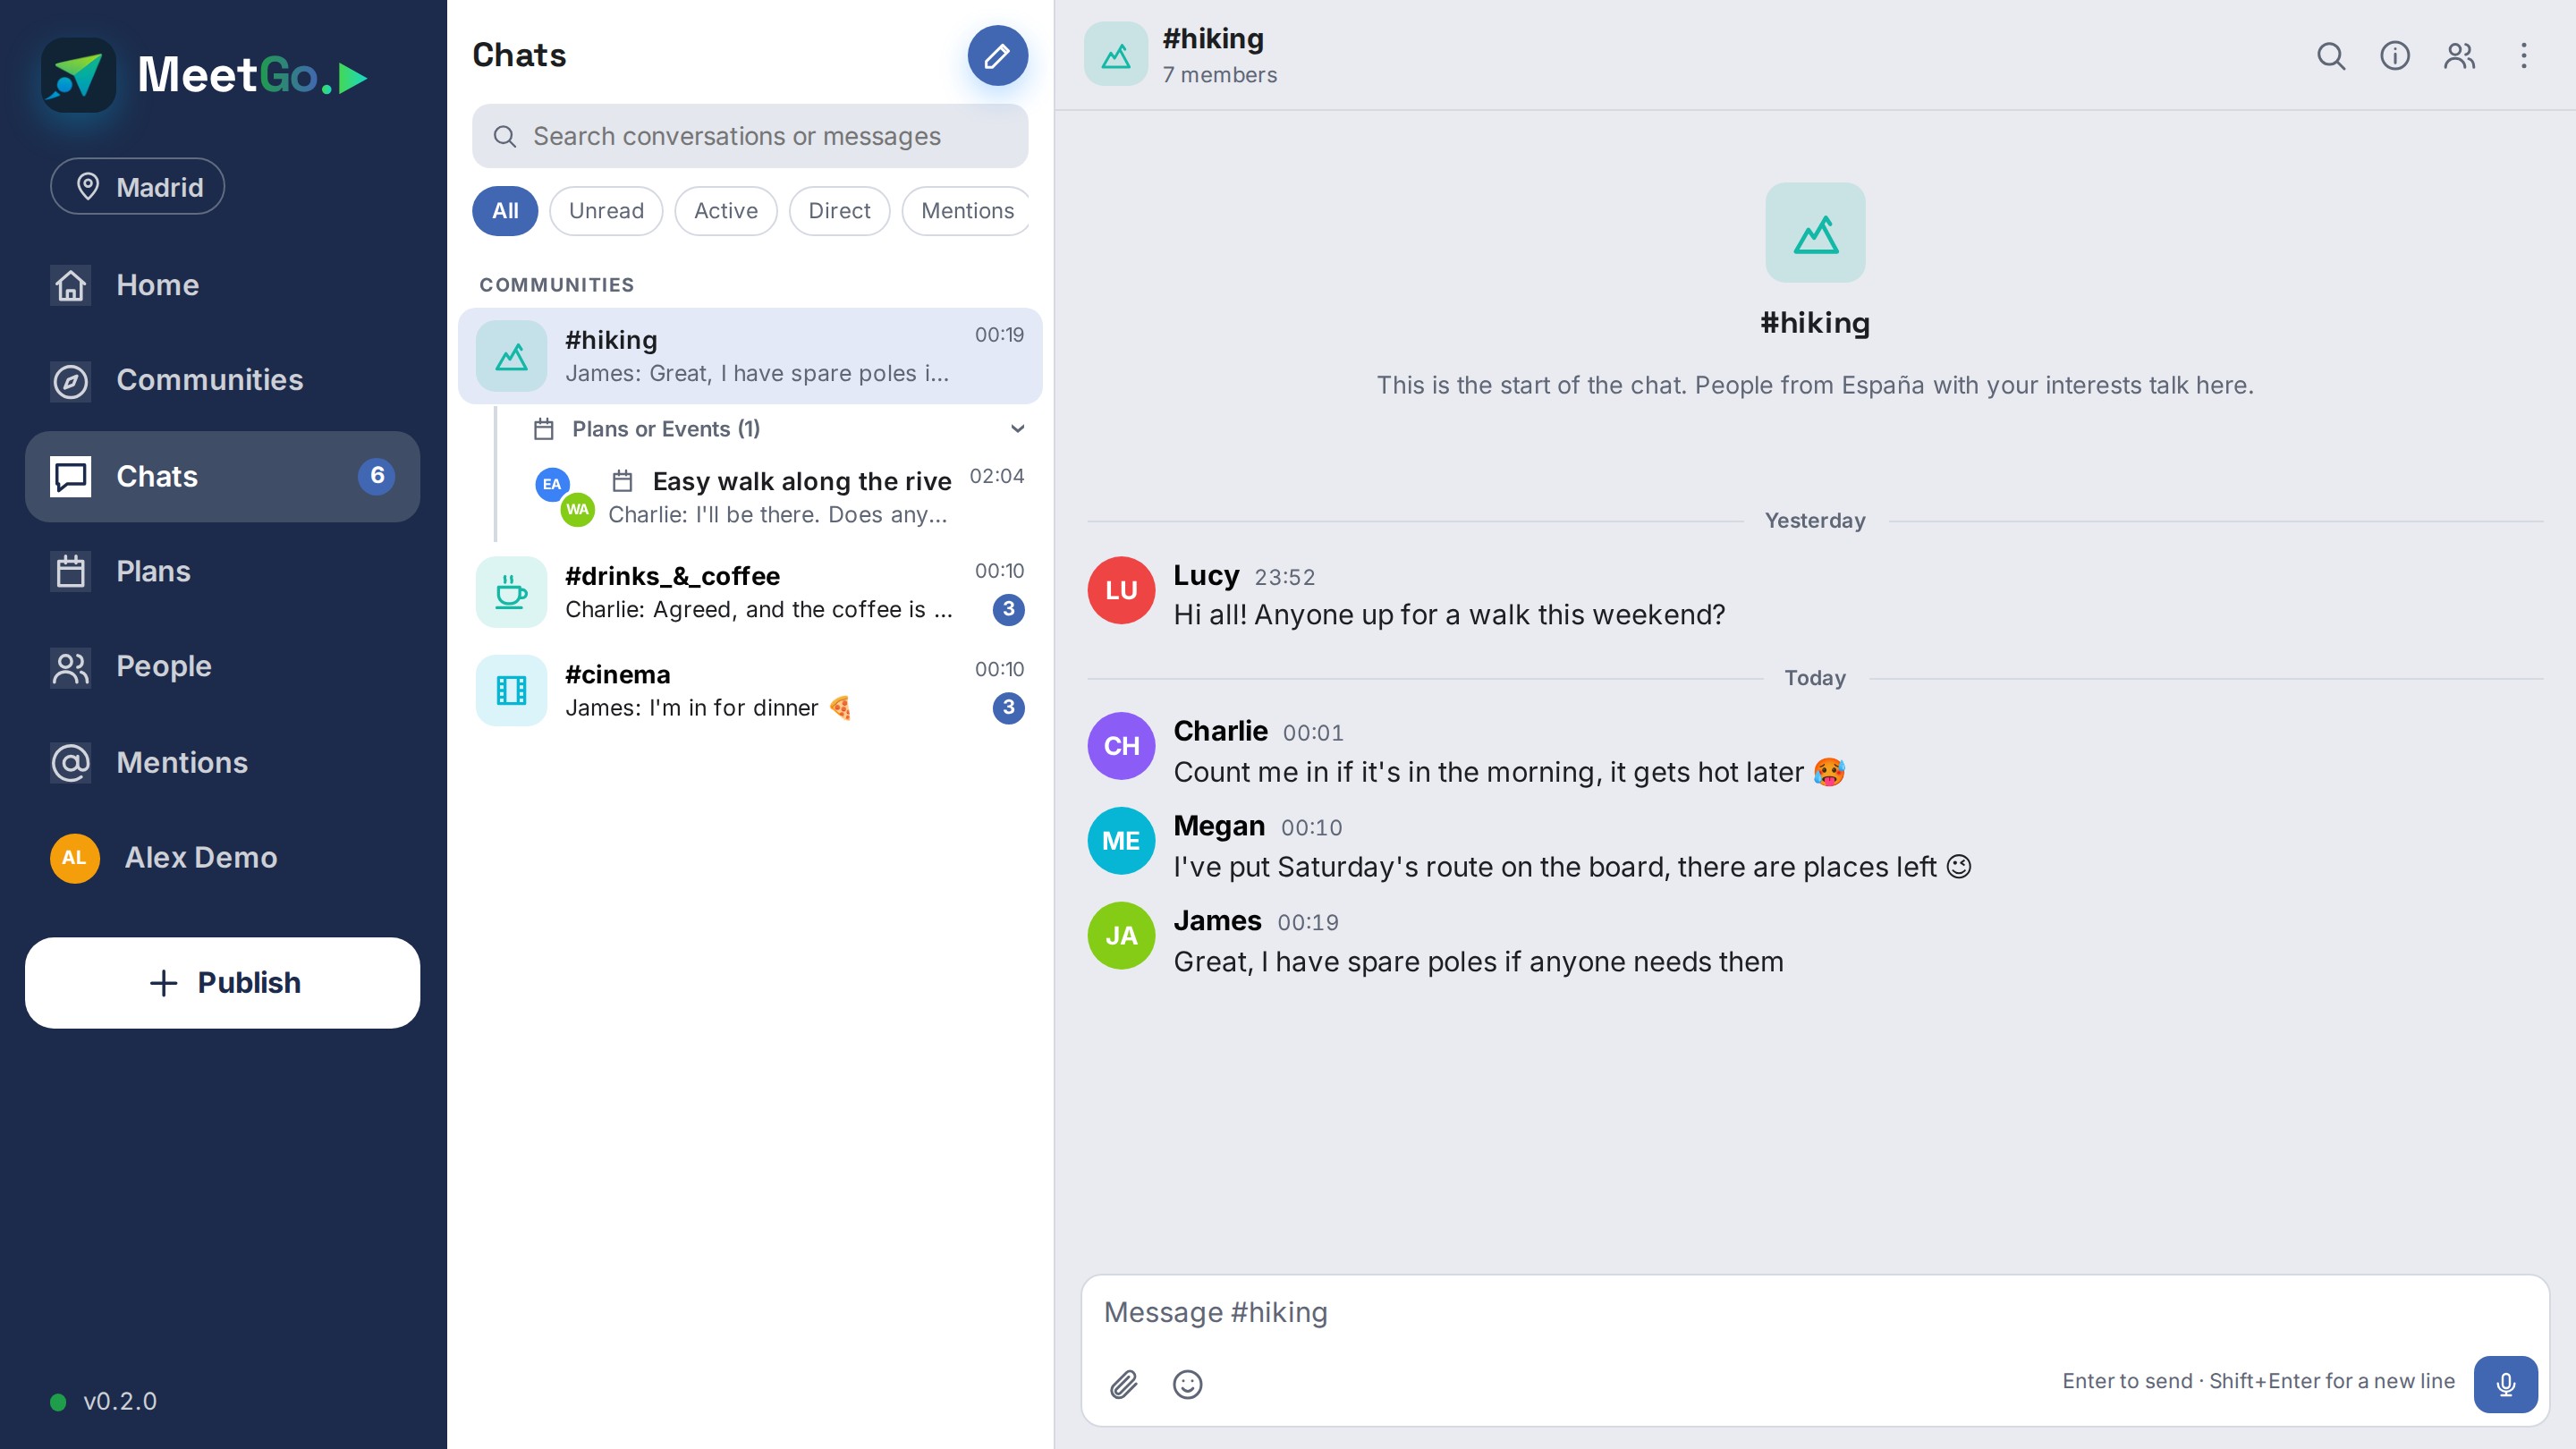 MeetGo.
Madrid
Home
Communities
Chats 6
Plans
People
Mentions
AL Alex Demo
Publish
v0.2.0
Chats
Search conversations or messages
All Unread Active Direct Mentions
COMMUNITIES
#hiking 00:19
James: Great, I have spare poles i...
Plans or Events (1)
EA WA Easy walk along the rive 02:04
Charlie: I'll be there. Does any...
#drinks_&_coffee 00:10
Charlie: Agreed, and the coffee is ... 3
#cinema 00:10
James: I'm in for dinner 🍕 3
#hiking
7 members
#hiking
This is the start of the chat. People from España with your interests talk here.
Yesterday
LU Lucy 23:52
Hi all! Anyone up for a walk this weekend?
Today
CH Charlie 00:01
Count me in if it's in the morning, it gets hot later 🥵
ME Megan 00:10
I've put Saturday's route on the board, there are places left 😉
JA James 00:19
Great, I have spare poles if anyone needs them
Message #hiking
Enter to send · Shift+Enter for a new line